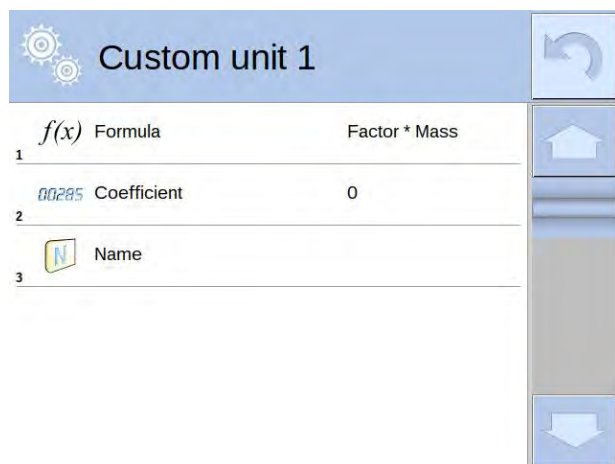 Custom unit 1
1 f(x) Formula Factor * Mass
2 00285 Coefficient 0
3 N Name